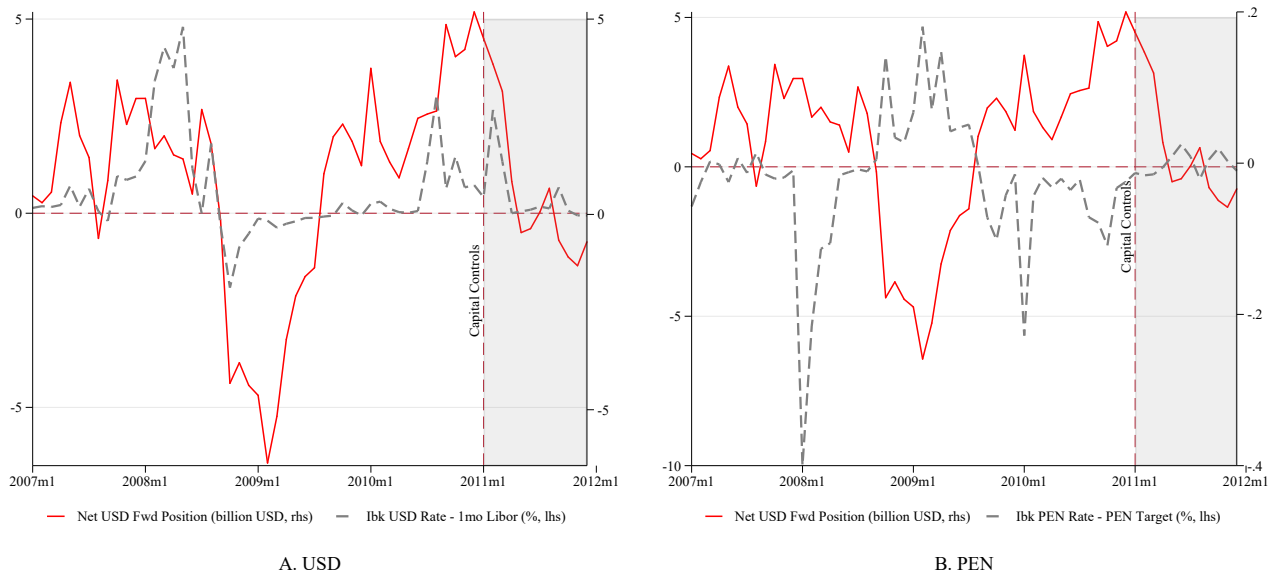 5
0
-5
5
0
-5
Capital Controls
2007m1 2008m1 2009m1 2010m1 2011m1 2012m1
Net USD Fwd Position (billion USD, rhs) Ibk USD Rate - 1mo Libor (%, lhs)
A. USD
5
0
-5
-10
.2
0
-.2
-.4
Capital Controls
2007m1 2008m1 2009m1 2010m1 2011m1 2012m1
Net USD Fwd Position (billion USD, rhs) Ibk PEN Rate - PEN Target (%, lhs)
B. PEN